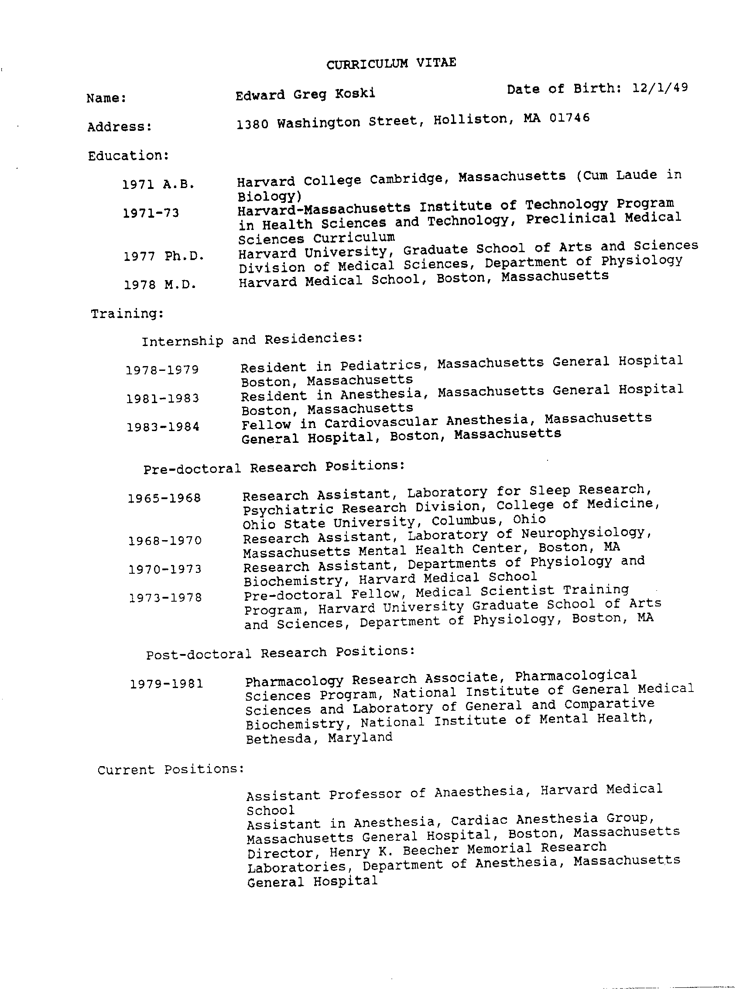 CURRICULUM VITAE
Name: Edward Greg Koski Date of Birth: 12/1/49
Address: 1380 Washington Street, Holliston, MA 01746
Education:
1971 A.B. Harvard College Cambridge, Massachusetts (Cum Laude in
Biology)
1971-73 Harvard-Massachusetts Institute of Technology Program
in Health Sciences and Technology, Preclinical Medical
Sciences Curriculum
1977 Ph.D. Harvard University, Graduate School of Arts and Sciences
Division of Medical Sciences, Department of Physiology
1978 M.D. Harvard Medical School, Boston, Massachusetts
Training:
Internship and Residencies:
1978-1979 Resident in Pediatrics, Massachusetts General Hospital
Boston, Massachusetts
1981-1983 Resident in Anesthesia, Massachusetts General Hospital
Boston, Massachusetts
1983-1984 Fellow in Cardiovascular Anesthesia, Massachusetts
General Hospital, Boston, Massachusetts
Pre-doctoral Research Positions:
1965-1968 Research Assistant, Laboratory for Sleep Research,
Psychiatric Research Division, College of Medicine,
Ohio State University, Columbus, Ohio
1968-1970 Research Assistant, Laboratory of Neurophysiology,
Massachusetts Mental Health Center, Boston, MA
1970-1973 Research Assistant, Departments of Physiology and
Biochemistry, Harvard Medical School
1973-1978 Pre-doctoral Fellow, Medical Scientist Training
Program, Harvard University Graduate School of Arts
and Sciences, Department of Physiology, Boston, MA
Post-doctoral Research Positions:
1979-1981 Pharmacology Research Associate, Pharmacological
Sciences Program, National Institute of General Medical
Sciences and Laboratory of General and Comparative
Biochemistry, National Institute of Mental Health,
Bethesda, Maryland
Current Positions:
Assistant Professor of Anaesthesia, Harvard Medical
School
Assistant in Anesthesia, Cardiac Anesthesia Group,
Massachusetts General Hospital, Boston, Massachusetts
Director, Henry K. Beecher Memorial Research
Laboratories, Department of Anesthesia, Massachusetts
General Hospital